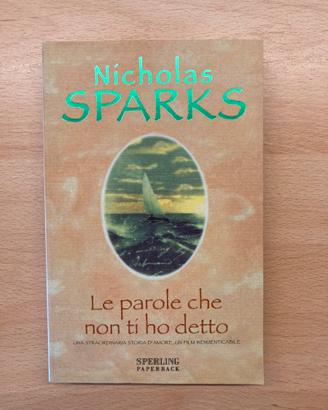 Nicholas
SPARKS
Le parole che
non ti ho detto
UNA STRAORDINARIA STORIA D'AMORE, UN FILM INDIMENTICABILE
SPERLING
PAPERBACK